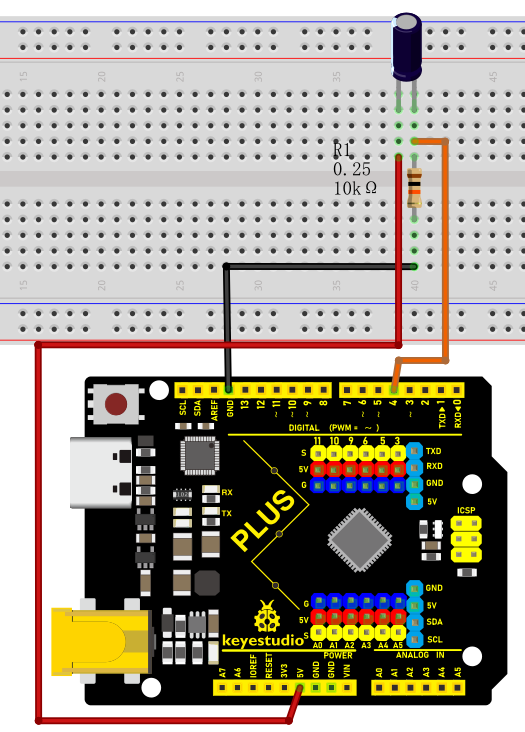 15 20 25 30 35 40 45
R1
0.25
10kΩ
15 20 25 30 35 40 45
SCL SDA AREF GND 13 12 ~11 ~10 ~9 8 7 ~6 ~5 4 ~3 2 TXD▶1 RXD◀0
DIGITAL (PWM= ~ )
11 10 9 6 5 3
S
5V
G
TXD
RXD
GND
5V
RX
TX
PLUS
ICSP
GND
5V
SDA
SCL
G
5V
S
A0 A1 A2 A3 A4 A5
keyestudio
POWER ANALOG IN
A7 A6 IOREF RESET 3V3 5V GND GND VIN A0 A1 A2 A3 A4 A5